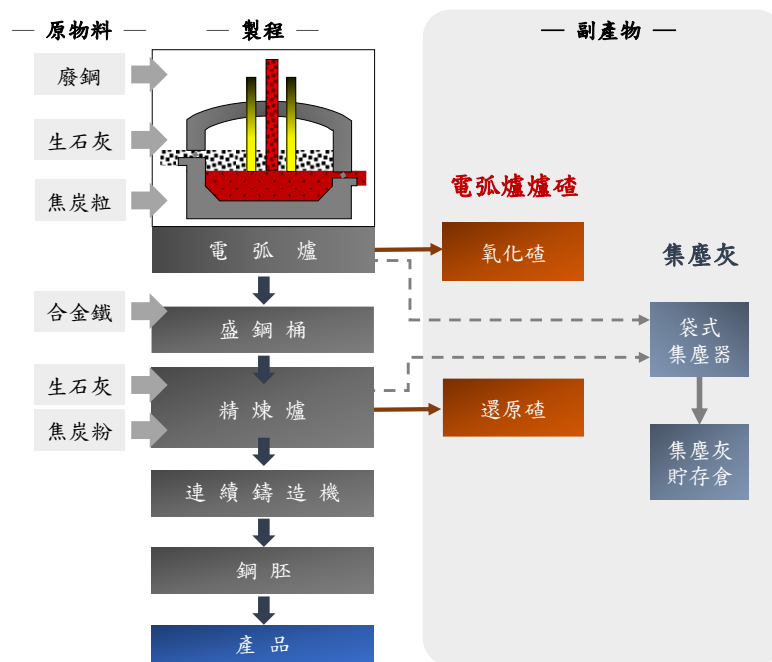 — 原物料 —
— 製程 —
— 副產物 —
廢鋼
生石灰
焦炭粒
電弧爐
電弧爐爐碴
氧化碴
集塵灰
合金鐵
盛鋼桶
袋式
集塵器
生石灰
焦炭粉
精煉爐
還原碴
集塵灰
貯存倉
連續鑄造機
鋼胚
產品